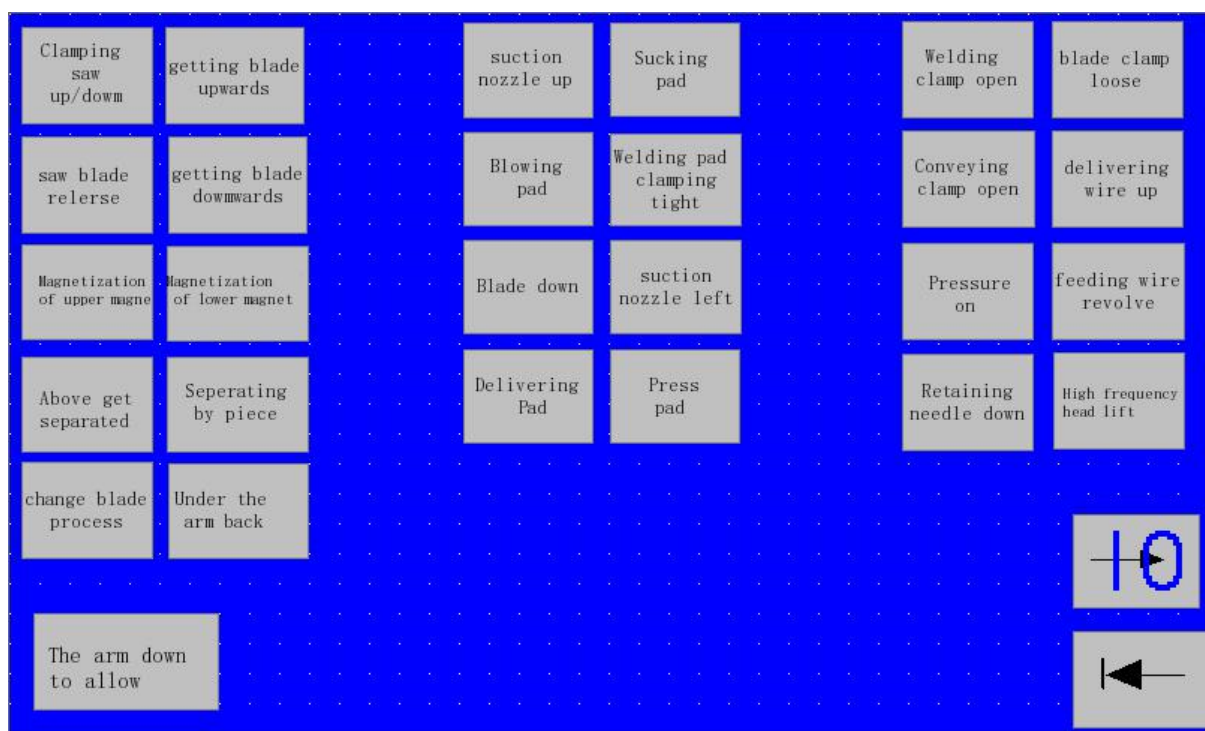 Clamping
saw
up/dowm
getting blade
upwards
suction
nozzle up
Sucking
pad
Welding
clamp open
blade clamp
loose
saw blade
relerse
getting blade
dowmwards
Blowing
pad
Welding pad
clamping
tight
Conveying
clamp open
delivering
wire up
Magnetization
of upper magne
Magnetization
of lower magnet
Blade down
suction
nozzle left
Pressure
on
feeding wire
revolve
Above get
separated
Seperating
by piece
Delivering
Pad
Press
pad
Retaining
needle down
High frequency
head lift
change blade
process
Under the
arm back
IO
The arm down
to allow